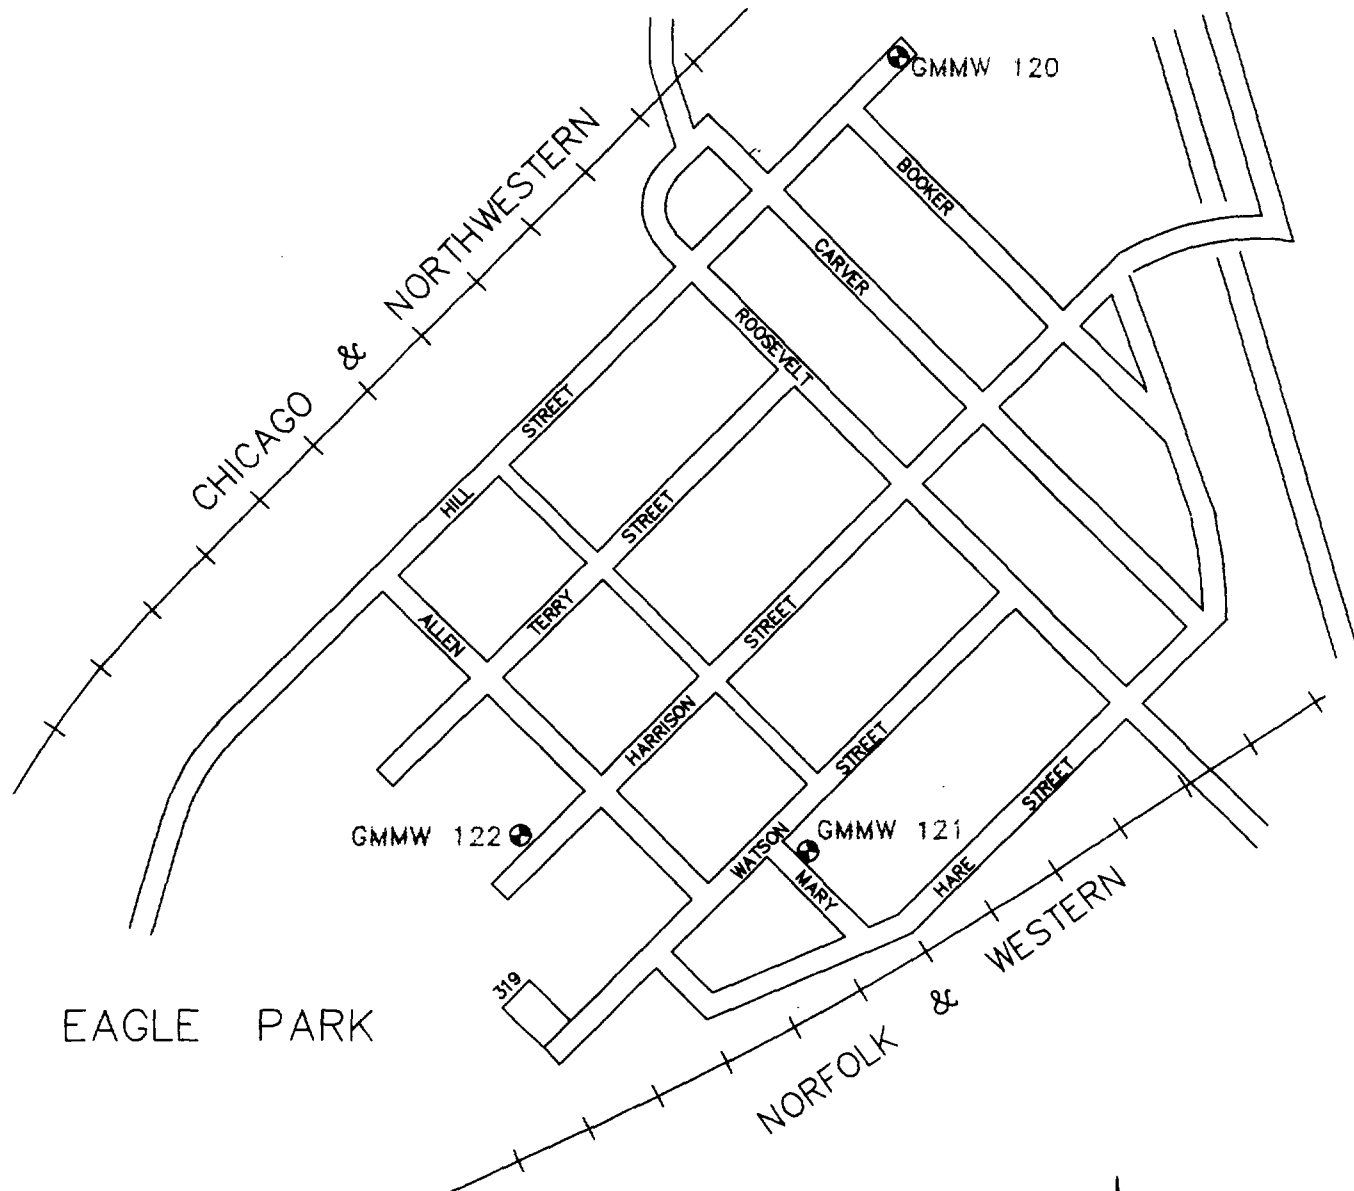 GMMW 120
CHICAGO & NORTHWESTERN
BOOKER
CARVER
ROOSEVELT
HILL STREET
TERRY STREET
ALLEN
HARRISON STREET
GMMW 122
WATSON STREET
GMMW 121
MARY
HARE STREET
319
EAGLE PARK
NORFOLK & WESTERN